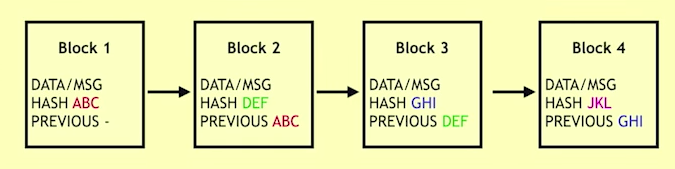 Block 1
DATA/MSG
HASH ABC
PREVIOUS -
Block 2
DATA/MSG
HASH DEF
PREVIOUS ABC
Block 3
DATA/MSG
HASH GHI
PREVIOUS DEF
Block 4
DATA/MSG
HASH JKL
PREVIOUS GHI